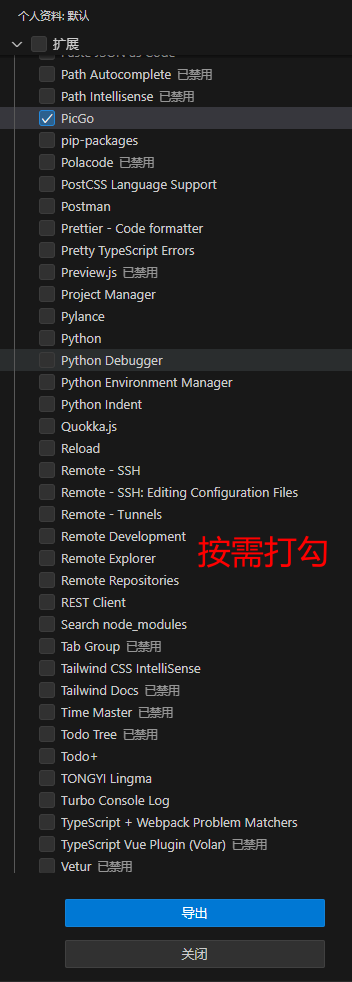 个人资料: 默认
扩展
Paste JSON as Code
Path Autocomplete 已禁用
Path Intellisense 已禁用
PicGo
pip-packages
Polacode 已禁用
PostCSS Language Support
Postman
Prettier - Code formatter
Pretty TypeScript Errors
Preview.js 已禁用
Project Manager
Pylance
Python
Python Debugger
Python Environment Manager
Python Indent
Quokka.js
Reload
Remote - SSH
Remote - SSH: Editing Configuration Files
Remote - Tunnels
Remote Development
按需打勾
Remote Explorer
Remote Repositories
REST Client
Search node_modules
Tab Group 已禁用
Tailwind CSS IntelliSense
Tailwind Docs 已禁用
Time Master 已禁用
Todo Tree 已禁用
Todo+
TONGYI Lingma
Turbo Console Log
TypeScript + Webpack Problem Matchers
TypeScript Vue Plugin (Volar) 已禁用
Vetur 已禁用
导出
关闭